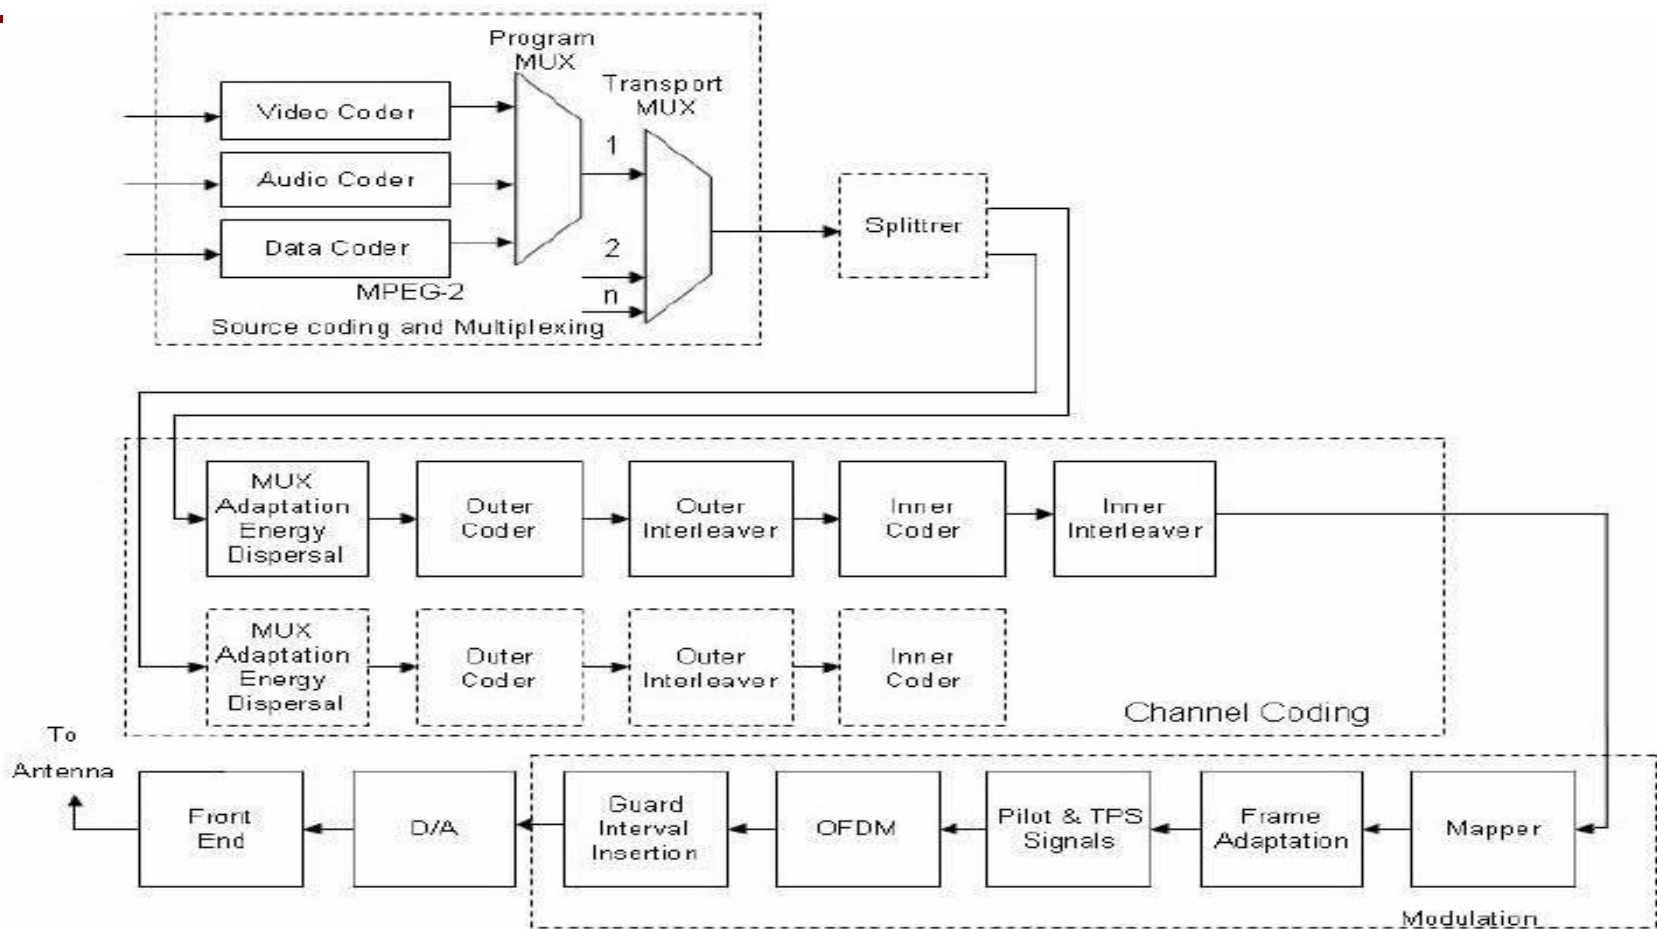 Program
MUX
Transport
MUX
Video Coder
1
Audio Coder
Splittrer
Data Coder
2
MPEG-2
n
Source coding and Multiplexing
MUX
Adaptation
Energy
Dispersal
Outer
Coder
Outer
Interleaver
Inner
Coder
Inner
Interleaver
MUX
Adaptation
Energy
Dispersal
Outer
Coder
Outer
Interleaver
Inner
Coder
Channel Coding
To
Antenna
Front
End
D/A
Guard
Interval
Insertion
OFDM
Pilot & TPS
Signals
Frame
Adaptation
Mapper
Modulation